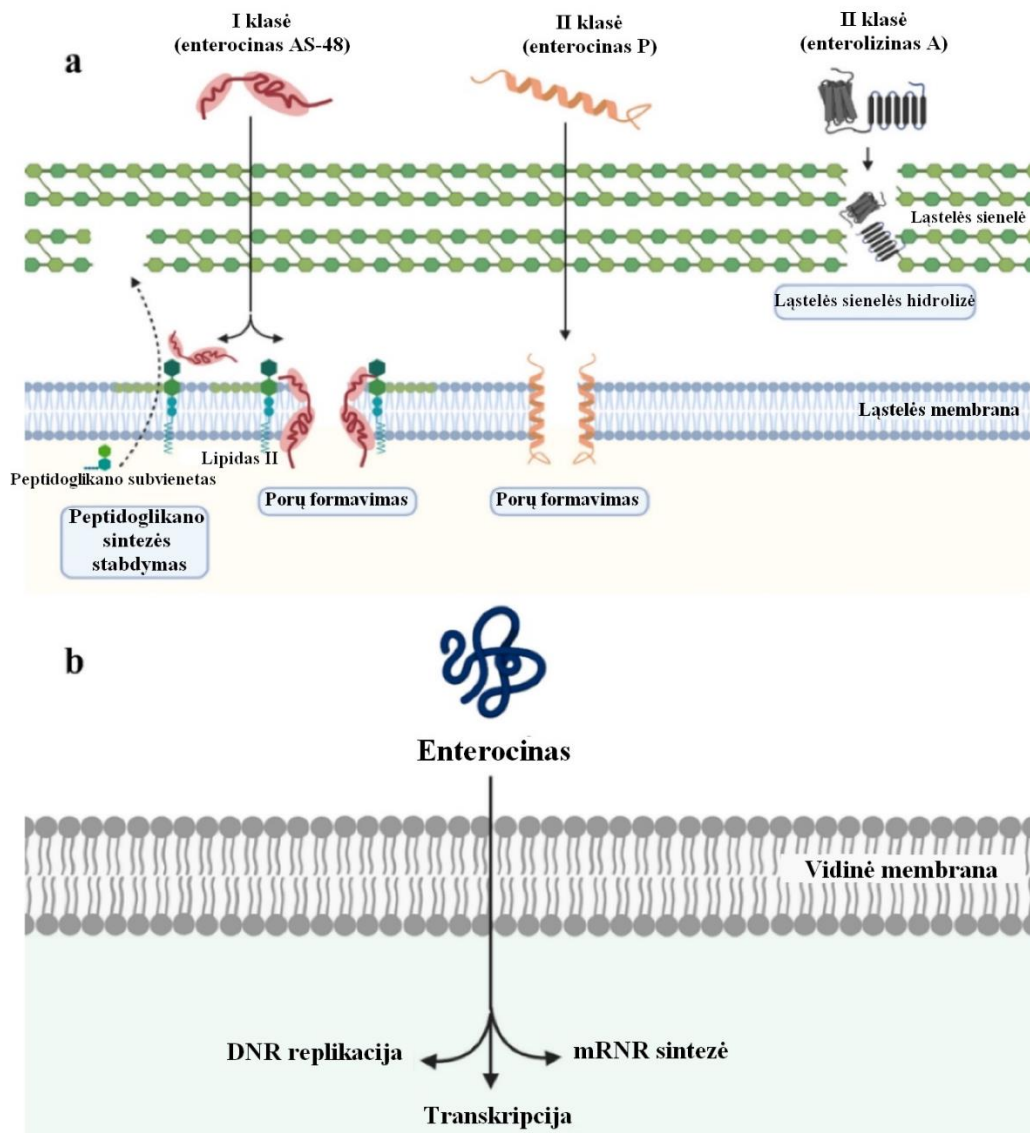 I klasė
(enterocinas AS-48)
II klasė
(enterocinas P)
II klasė
(enterolizinas A)
a
Ląstelės sienelė
Ląstelės sienelės hidrolizė
Ląstelės membrana
Lipidas II
Peptidoglikano subvienetas
Porų formavimas
Porų formavimas
Peptidoglikano
sintezės
stabdymas
b
Enterocinas
Vidinė membrana
DNR replikacija
mRNR sintezė
Transkripcija